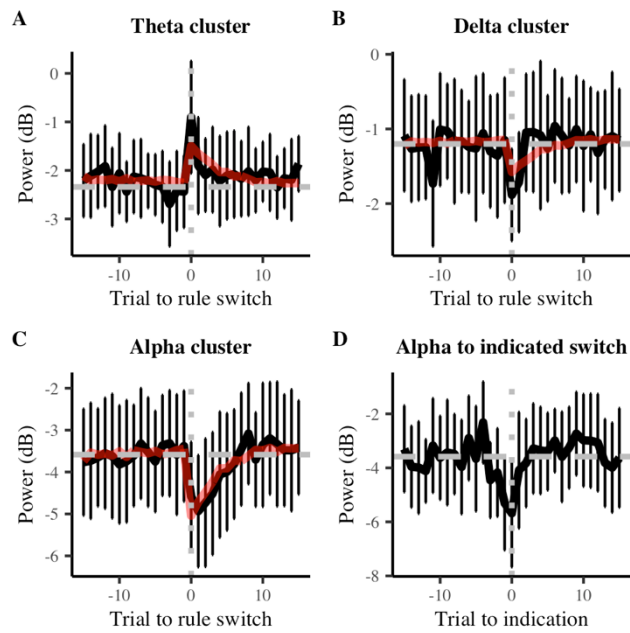 A
Theta cluster
0
-1
-2
-3
Power (dB)
-10
0
10
Trial to rule switch
B
Delta cluster
0
-1
-2
Power (dB)
-10
0
10
Trial to rule switch
C
Alpha cluster
-2
-3
-4
-5
-6
Power (dB)
-10
0
10
Trial to rule switch
D
Alpha to indicated switch
-2
-4
-6
-8
Power (dB)
-10
0
10
Trial to indication